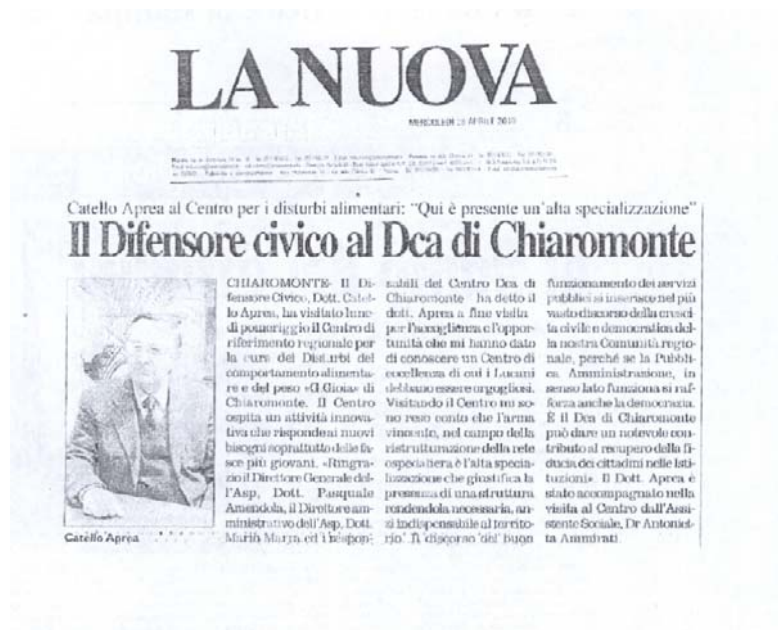 LA NUOVA
MERCOLEDÌ APRILE 2010
Catello Aprea al Centro per i disturbi alimentari: “Qui è presente un’alta specializzazione”
Il Difensore civico al Dca di Chiaromonte
CHIAROMONTE- Il Di-
fensore Civico, Dott. Catel-
lo Aprea, ha visitato lune-
dì pomeriggio il Centro di
riferimento regionale per
la cura dei Disturbi del
comportamento alimenta-
re e del peso «G Gioia» di
Chiaromonte. Il Centro
ospita un attività innova-
tiva che risponde ai nuovi
bisogni soprattutto delle fa-
sce più giovani. «Ringra-
zio il Direttore Generale del-
l'Asp, Dott. Pasquale
Amendola, il Direttore am-
ministrativo dell'Asp, Dott.
Mario Marra ed i respon-
sabili del Centro Dca di
Chiaromonte ha detto il
dott. Aprea a fine visita
per l'accoglienza e l'oppor-
tunità che mi hanno dato
di conoscere un Centro di
eccellenza di cui i Lucani
debbano essere orgogliosi.
Visitando il Centro mi so-
no reso conto che l'arma
vincente, nel campo della
ristrutturazione della rete
ospedaliera è l'alta specia-
lizzazione che giustifica la
presenza di una struttura
rendendola necessaria, an-
zi indispensabile al territo-
rio. Il discorso del buon
funzionamento dei servizi
pubblici si inserisce nel più
vasto discorso della cresci-
ta civile e democratica del-
la nostra Comunità regio-
nale, perché se la Pubbli-
ca Amministrazione, in
senso lato funziona si raf-
forza anche la democrazia.
E il Dca di Chiaromonte
può dare un notevole con-
tributo al recupero della fi-
ducia dei cittadini nelle Isti-
tuzioni». Il Dott. Aprea è
stato accompagnato nella
visita al Centro dall'Assi-
stente Sociale, Dr Antoniet-
ta Ammirati
Catello Aprea